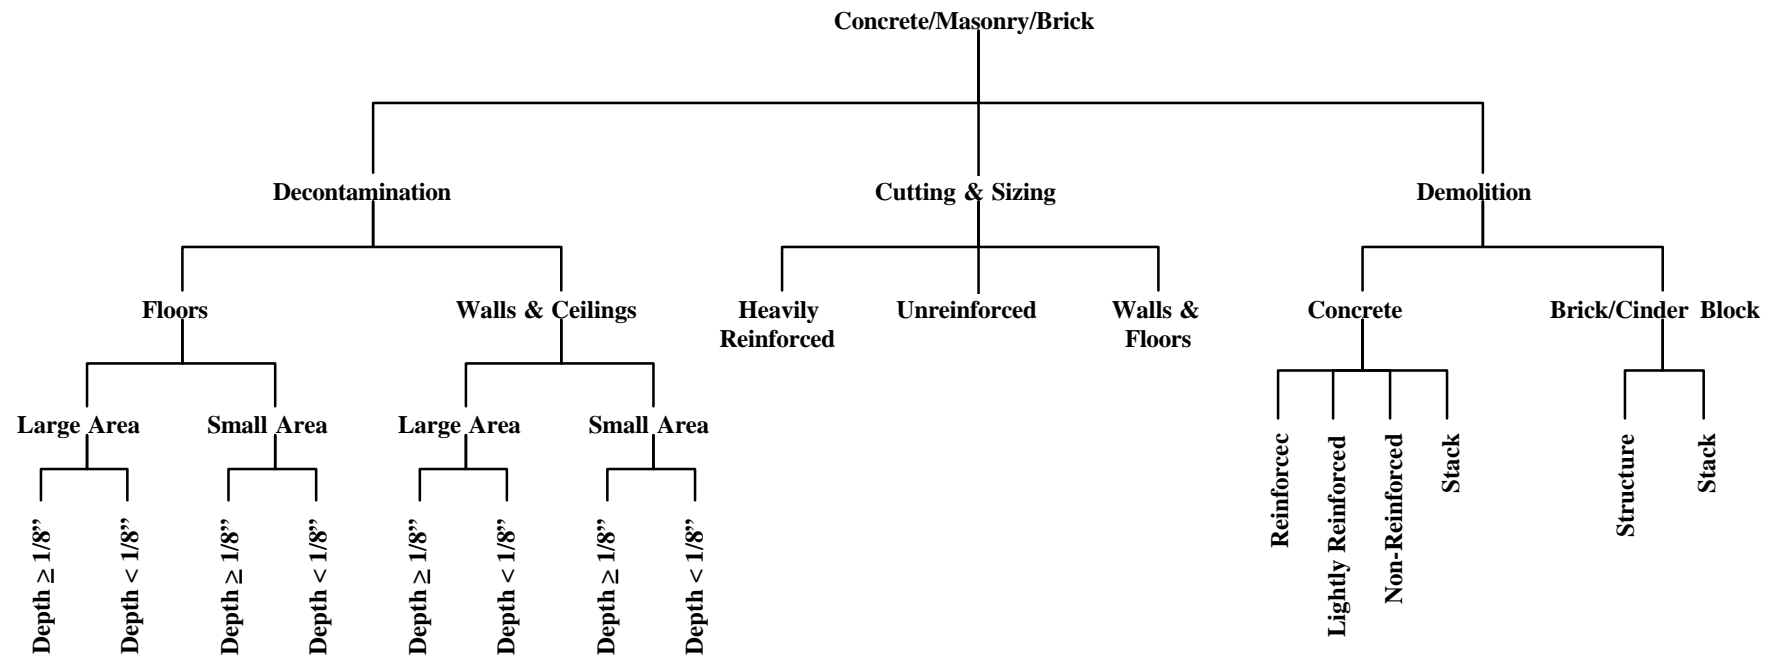 Concrete/Masonry/Brick
Decontamination
Cutting & Sizing
Demolition
Floors
Walls & Ceilings
Heavily
Reinforced
Unreinforced
Walls &
Floors
Concrete
Brick/Cinder Block
Large Area
Small Area
Large Area
Small Area
Reinforcec
Lightly Reinforced
Non-Reinforced
Stack
Structure
Stack
Depth ≥ 1/8”
Depth < 1/8”
Depth ≥ 1/8”
Depth < 1/8”
Depth ≥ 1/8”
Depth < 1/8”
Depth ≥ 1/8”
Depth < 1/8”